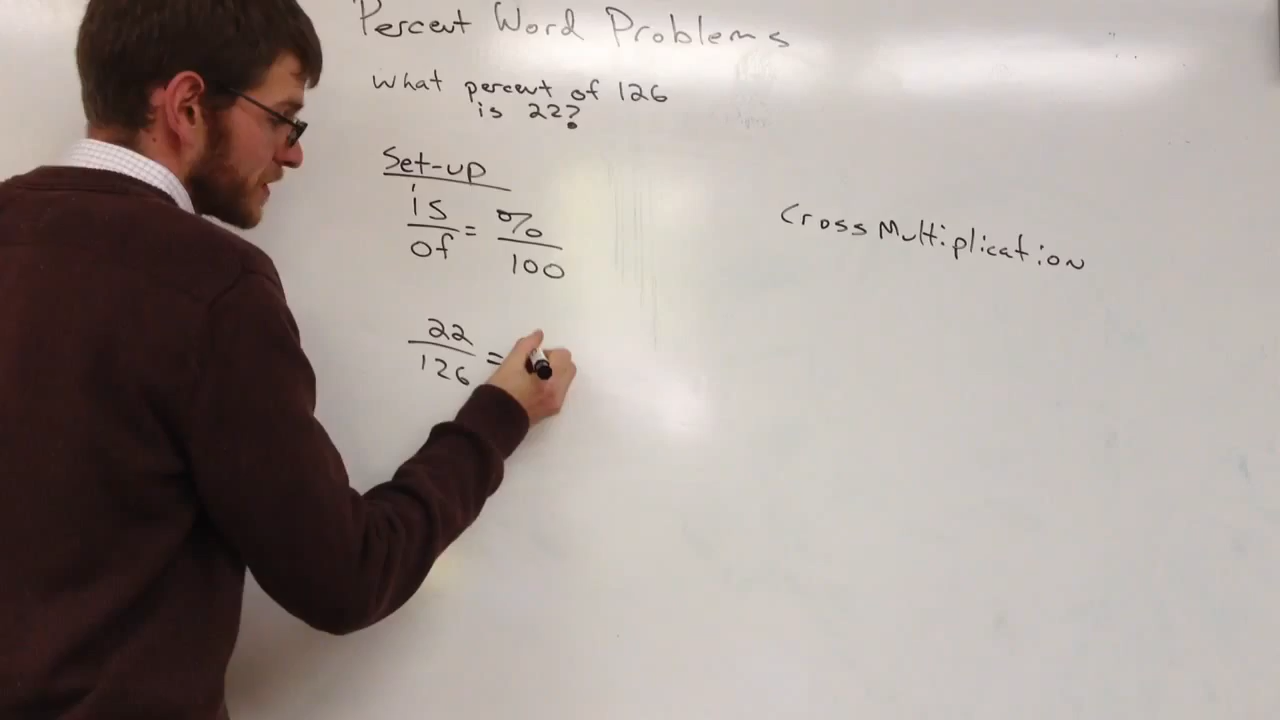 Percent Word Problems
What percent of 126
is 22?
Set-up
is
of
=
%
100
Cross Multiplication
22
126
=